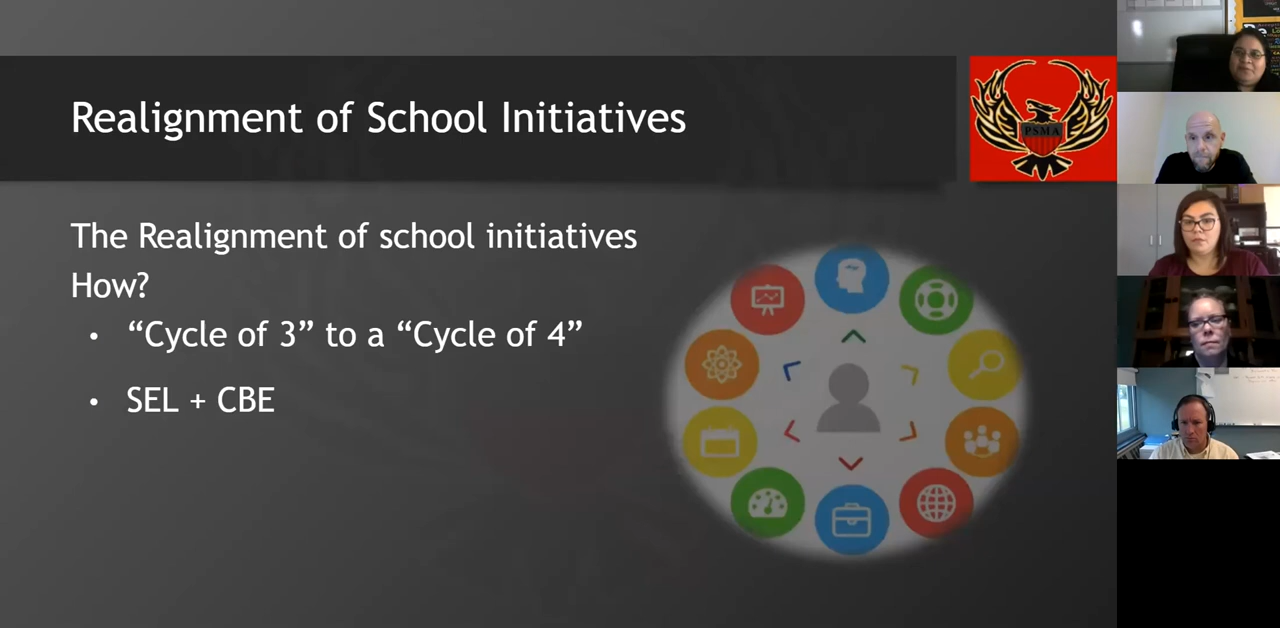 Realignment of School Initiatives
PSMA
The Realignment of school initiatives
How?
• “Cycle of 3” to a “Cycle of 4”
• SEL + CBE